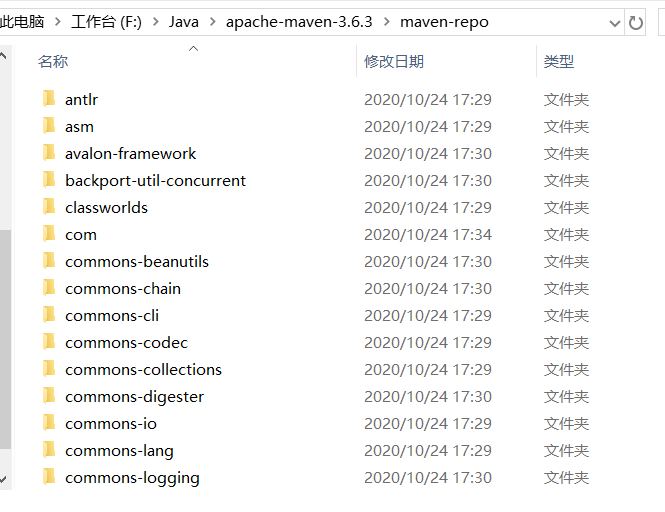 此电脑 > 工作台 (F:) > Java > apache-maven-3.6.3 > maven-repo
名称 修改日期 类型
antlr 2020/10/24 17:29 文件夹
asm 2020/10/24 17:29 文件夹
avalon-framework 2020/10/24 17:30 文件夹
backport-util-concurrent 2020/10/24 17:30 文件夹
classworlds 2020/10/24 17:29 文件夹
com 2020/10/24 17:34 文件夹
commons-beanutils 2020/10/24 17:30 文件夹
commons-chain 2020/10/24 17:30 文件夹
commons-cli 2020/10/24 17:29 文件夹
commons-codec 2020/10/24 17:29 文件夹
commons-collections 2020/10/24 17:29 文件夹
commons-digester 2020/10/24 17:30 文件夹
commons-io 2020/10/24 17:29 文件夹
commons-lang 2020/10/24 17:29 文件夹
commons-logging 2020/10/24 17:30 文件夹